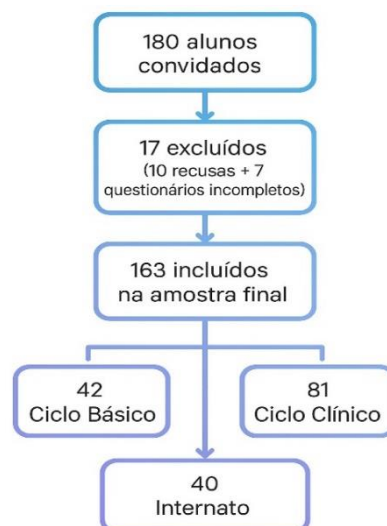 180 alunos
convidados
17 excluídos
(10 recusas + 7
questionários incompletos)
163 incluídos
na amostra final
42
Ciclo Básico
81
Ciclo Clínico
40
Internato